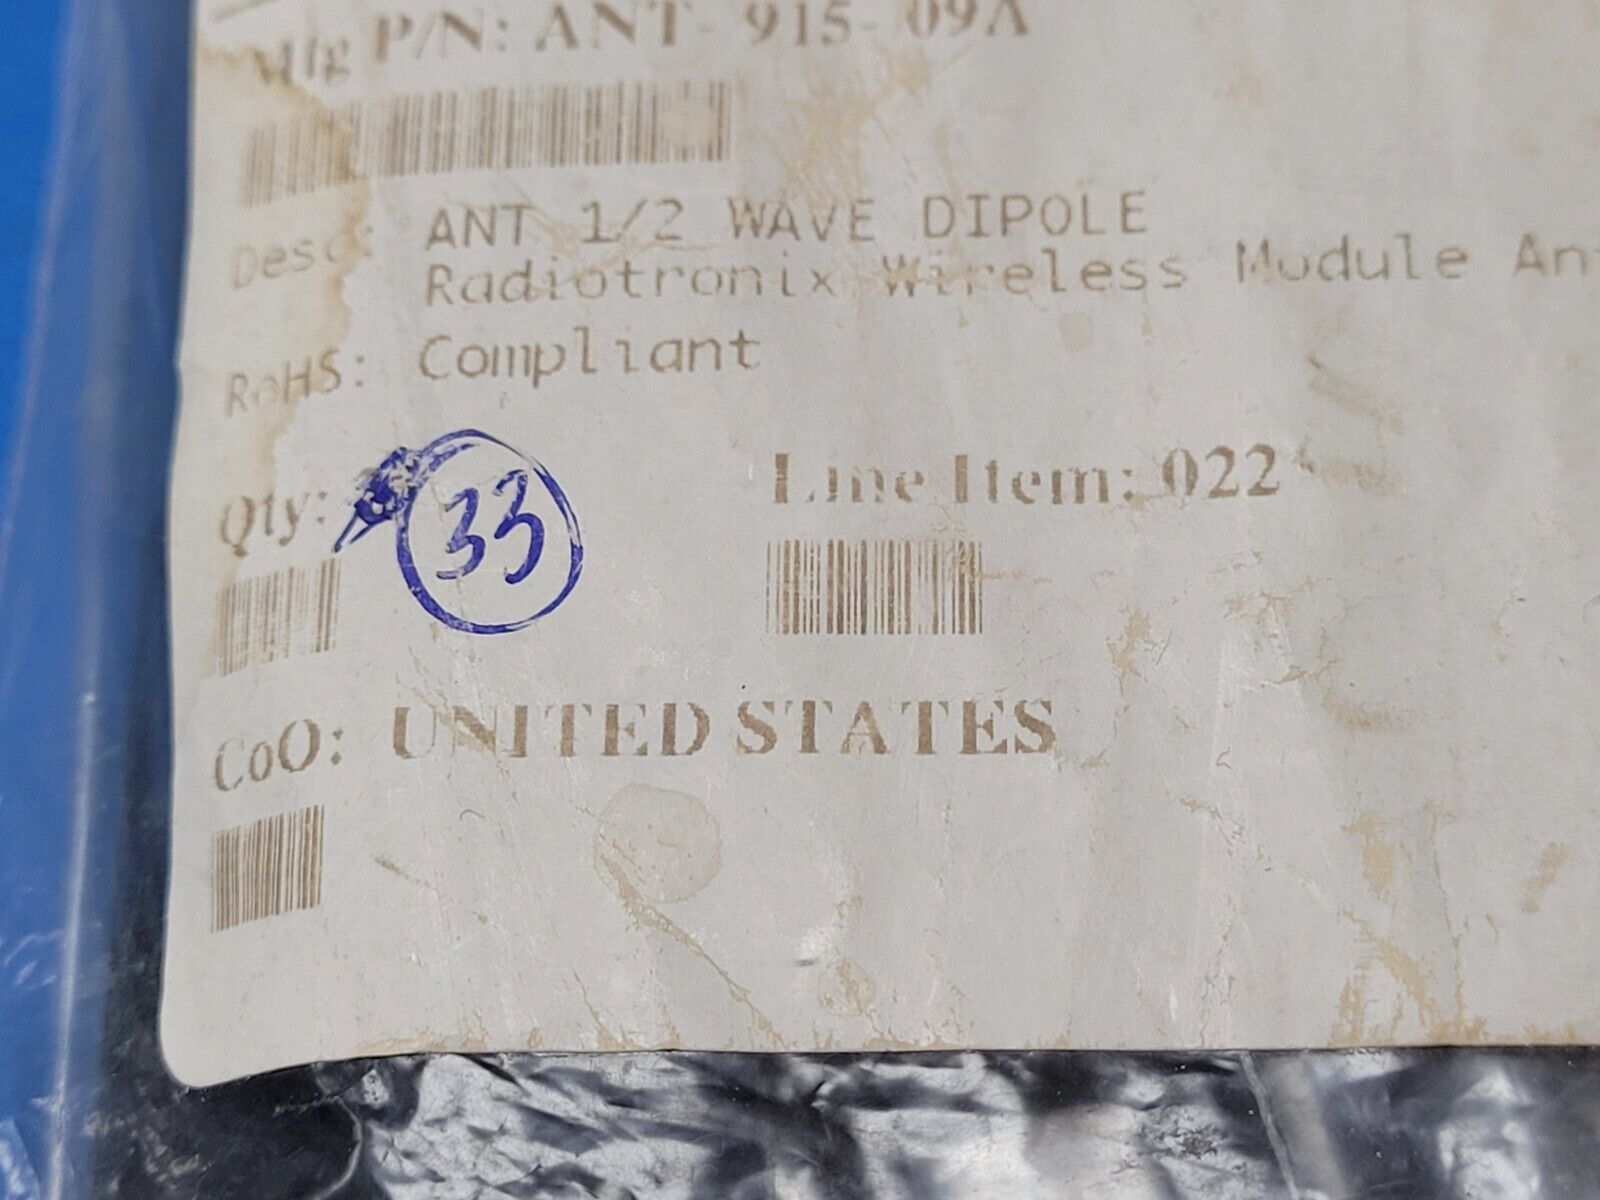 Mfg P/N: ANT- 915- 09A
Desc: ANT 1/2 WAVE DIPOLE
Radiotronix Wireless Module An
RoHS: Compliant
Qty: 33
Line Item: 022
CoO: UNITED STATES